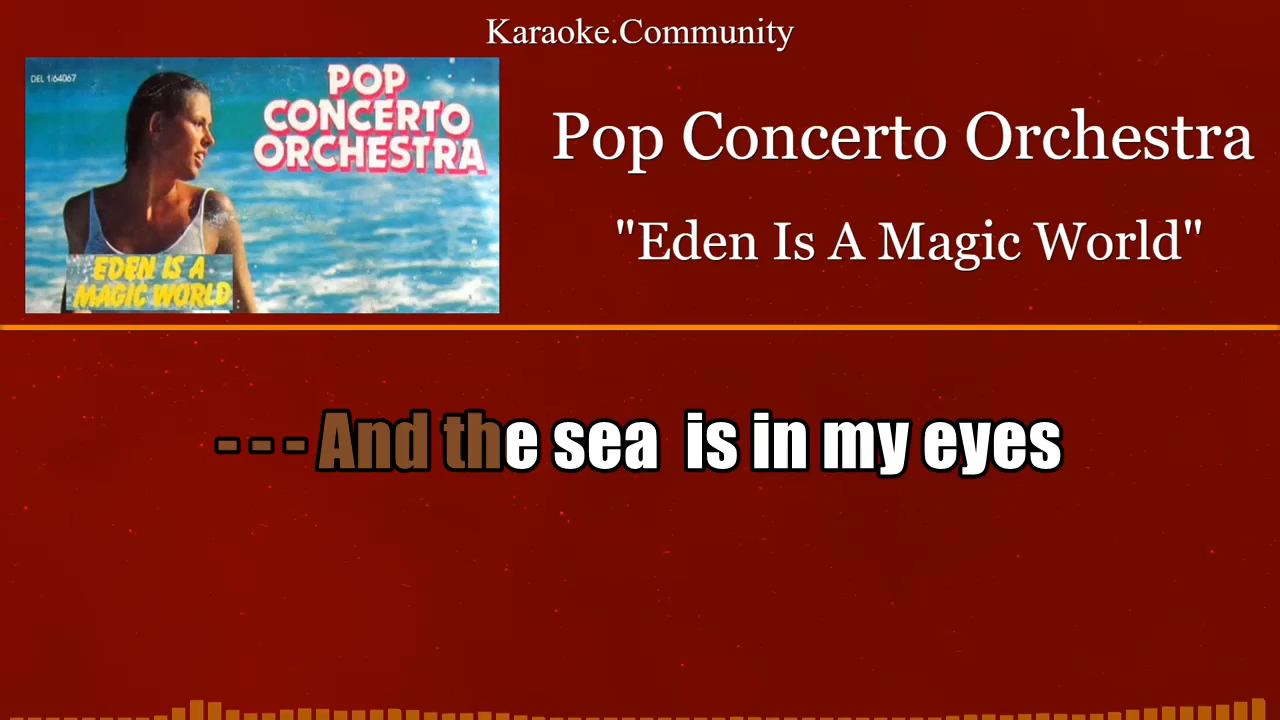 Karaoke.Community
DEL 1/64067
POP
CONCERTO
ORCHESTRA
EDEN IS A
MAGIC WORLD
Pop Concerto Orchestra
"Eden Is A Magic World"
- - - And the sea  is in my eyes